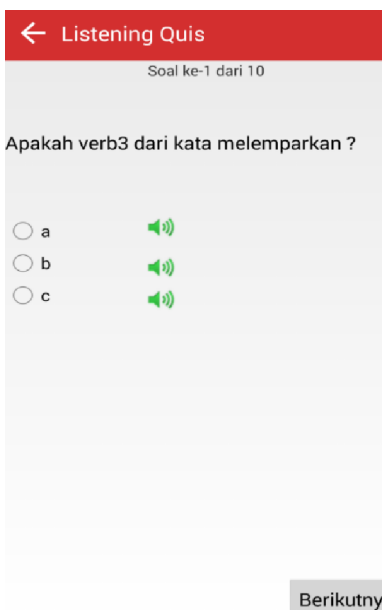 Listening Quis
Soal ke-1 dari 10
Apakah verb3 dari kata melemparkan ?
a
b
c
Berikutny